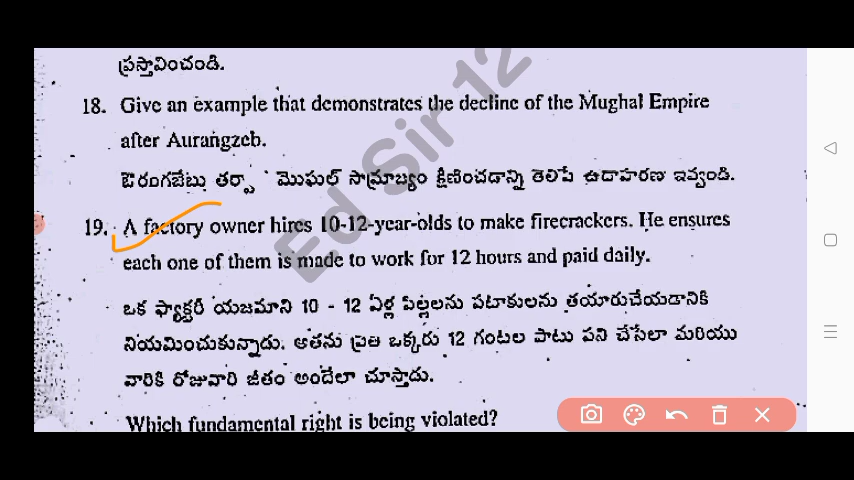 ప్రస్తావించండి.
18. Give an example that demonstrates the decline of the Mughal Empire
after Aurangzeb.
ఔరంగజేబు తర్వా మొఘల్ సామ్రాజ్యం క్షీణించడాన్ని తెలిపే ఉదాహరణ ఇవ్వండి.
19. A factory owner hires 10-12-year-olds to make firecrackers. He ensures
each one of them is made to work for 12 hours and paid daily.
ఒక ఫ్యాక్టరీ యజమాని 10 - 12 ఏళ్ల పిల్లలను పటాకులను తయారుచేయడానికి
నియమించుకున్నాడు. అతను ప్రతి ఒక్కరు 12 గంటల పాటు పని చేసేలా మరియు
వారికి రోజువారి జీతం అందేలా చూస్తాడు.
Which fundamental right is being violated?
Ed Sir 12